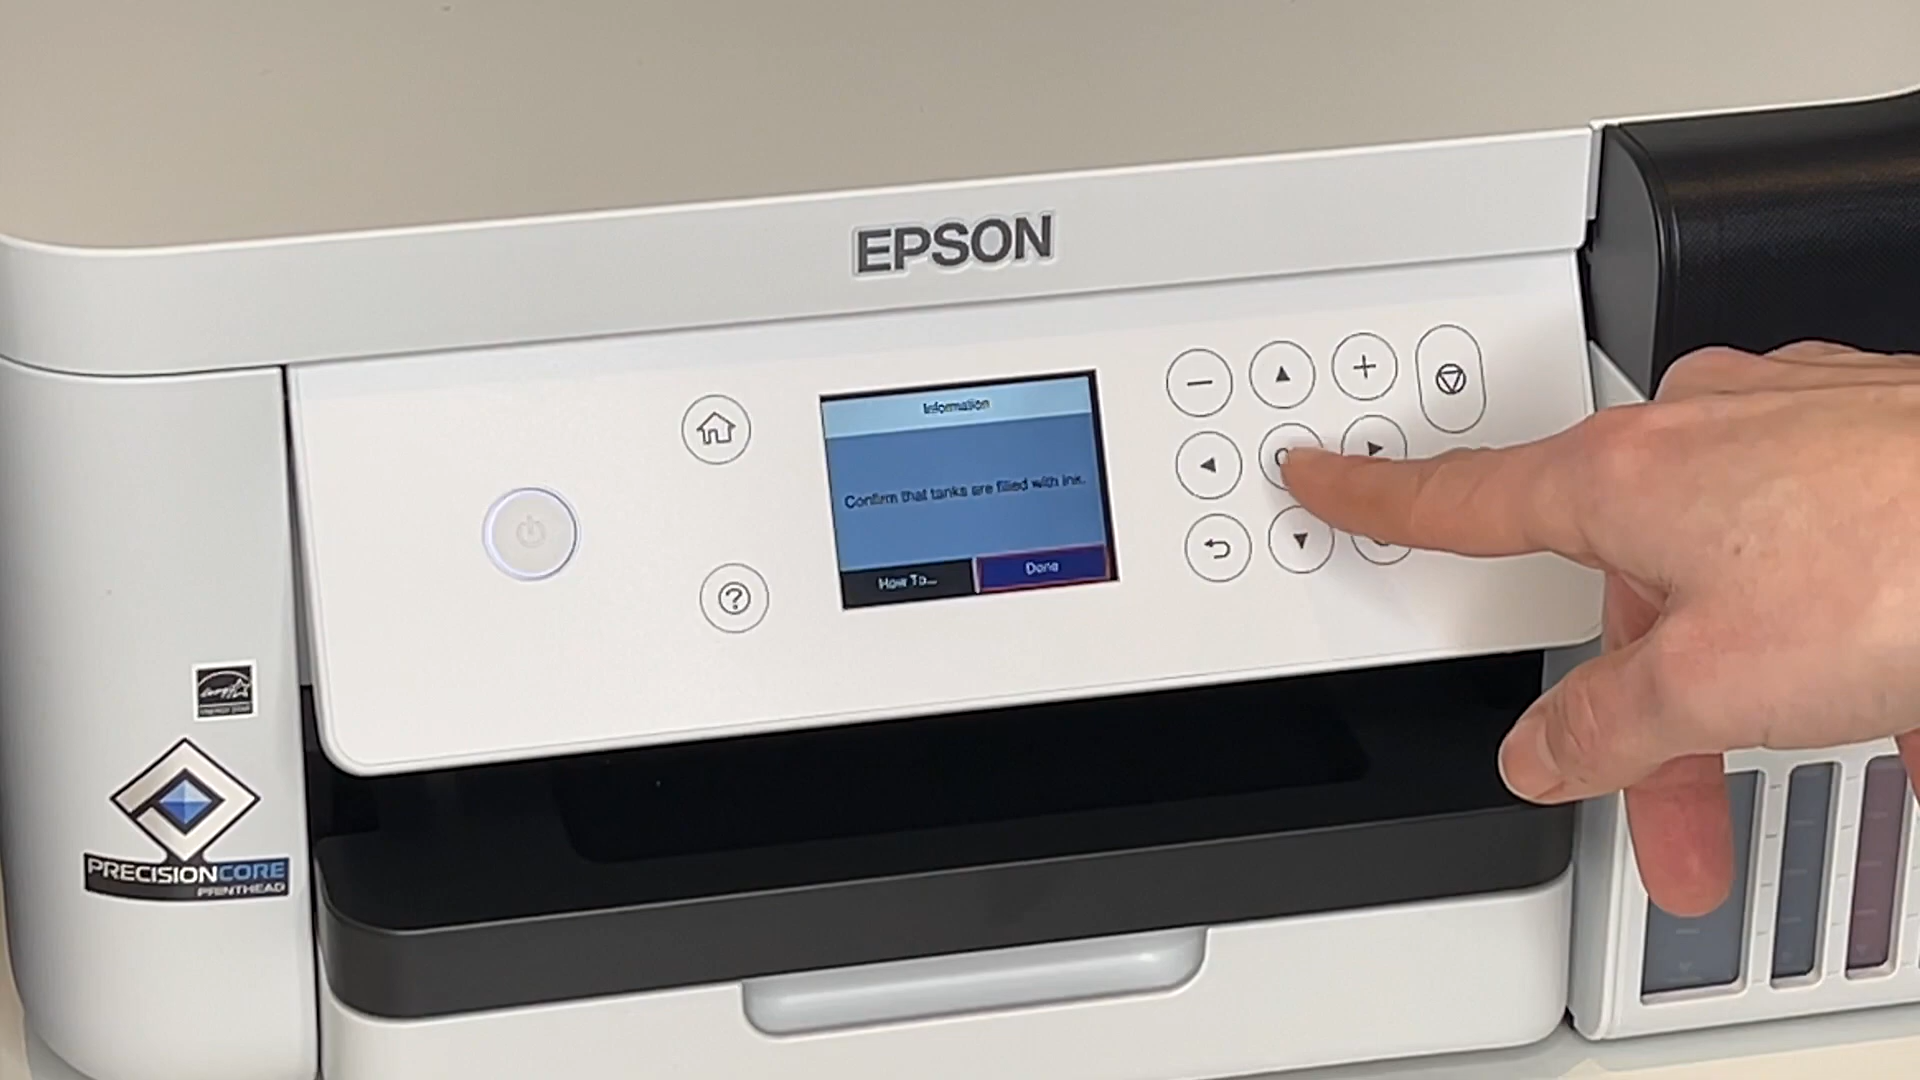 EPSON
Information
Confirm that tanks are filled with ink.
How To...
Done
?
PRECISIONCORE
PRINTHEAD